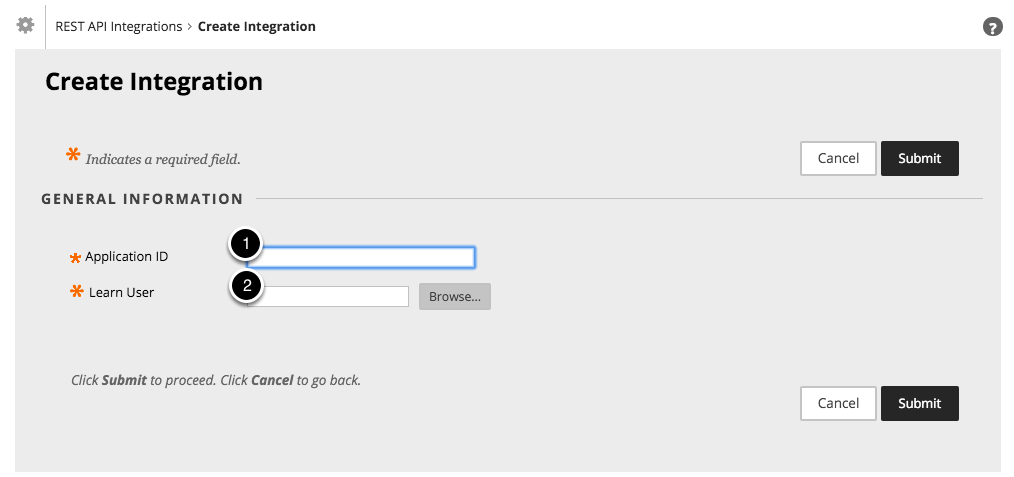 REST API Integrations > Create Integration
?
Create Integration
* Indicates a required field.
Cancel Submit
GENERAL INFORMATION
* Application ID 1
* Learn User 2 Browse...
Click Submit to proceed. Click Cancel to go back.
Cancel Submit